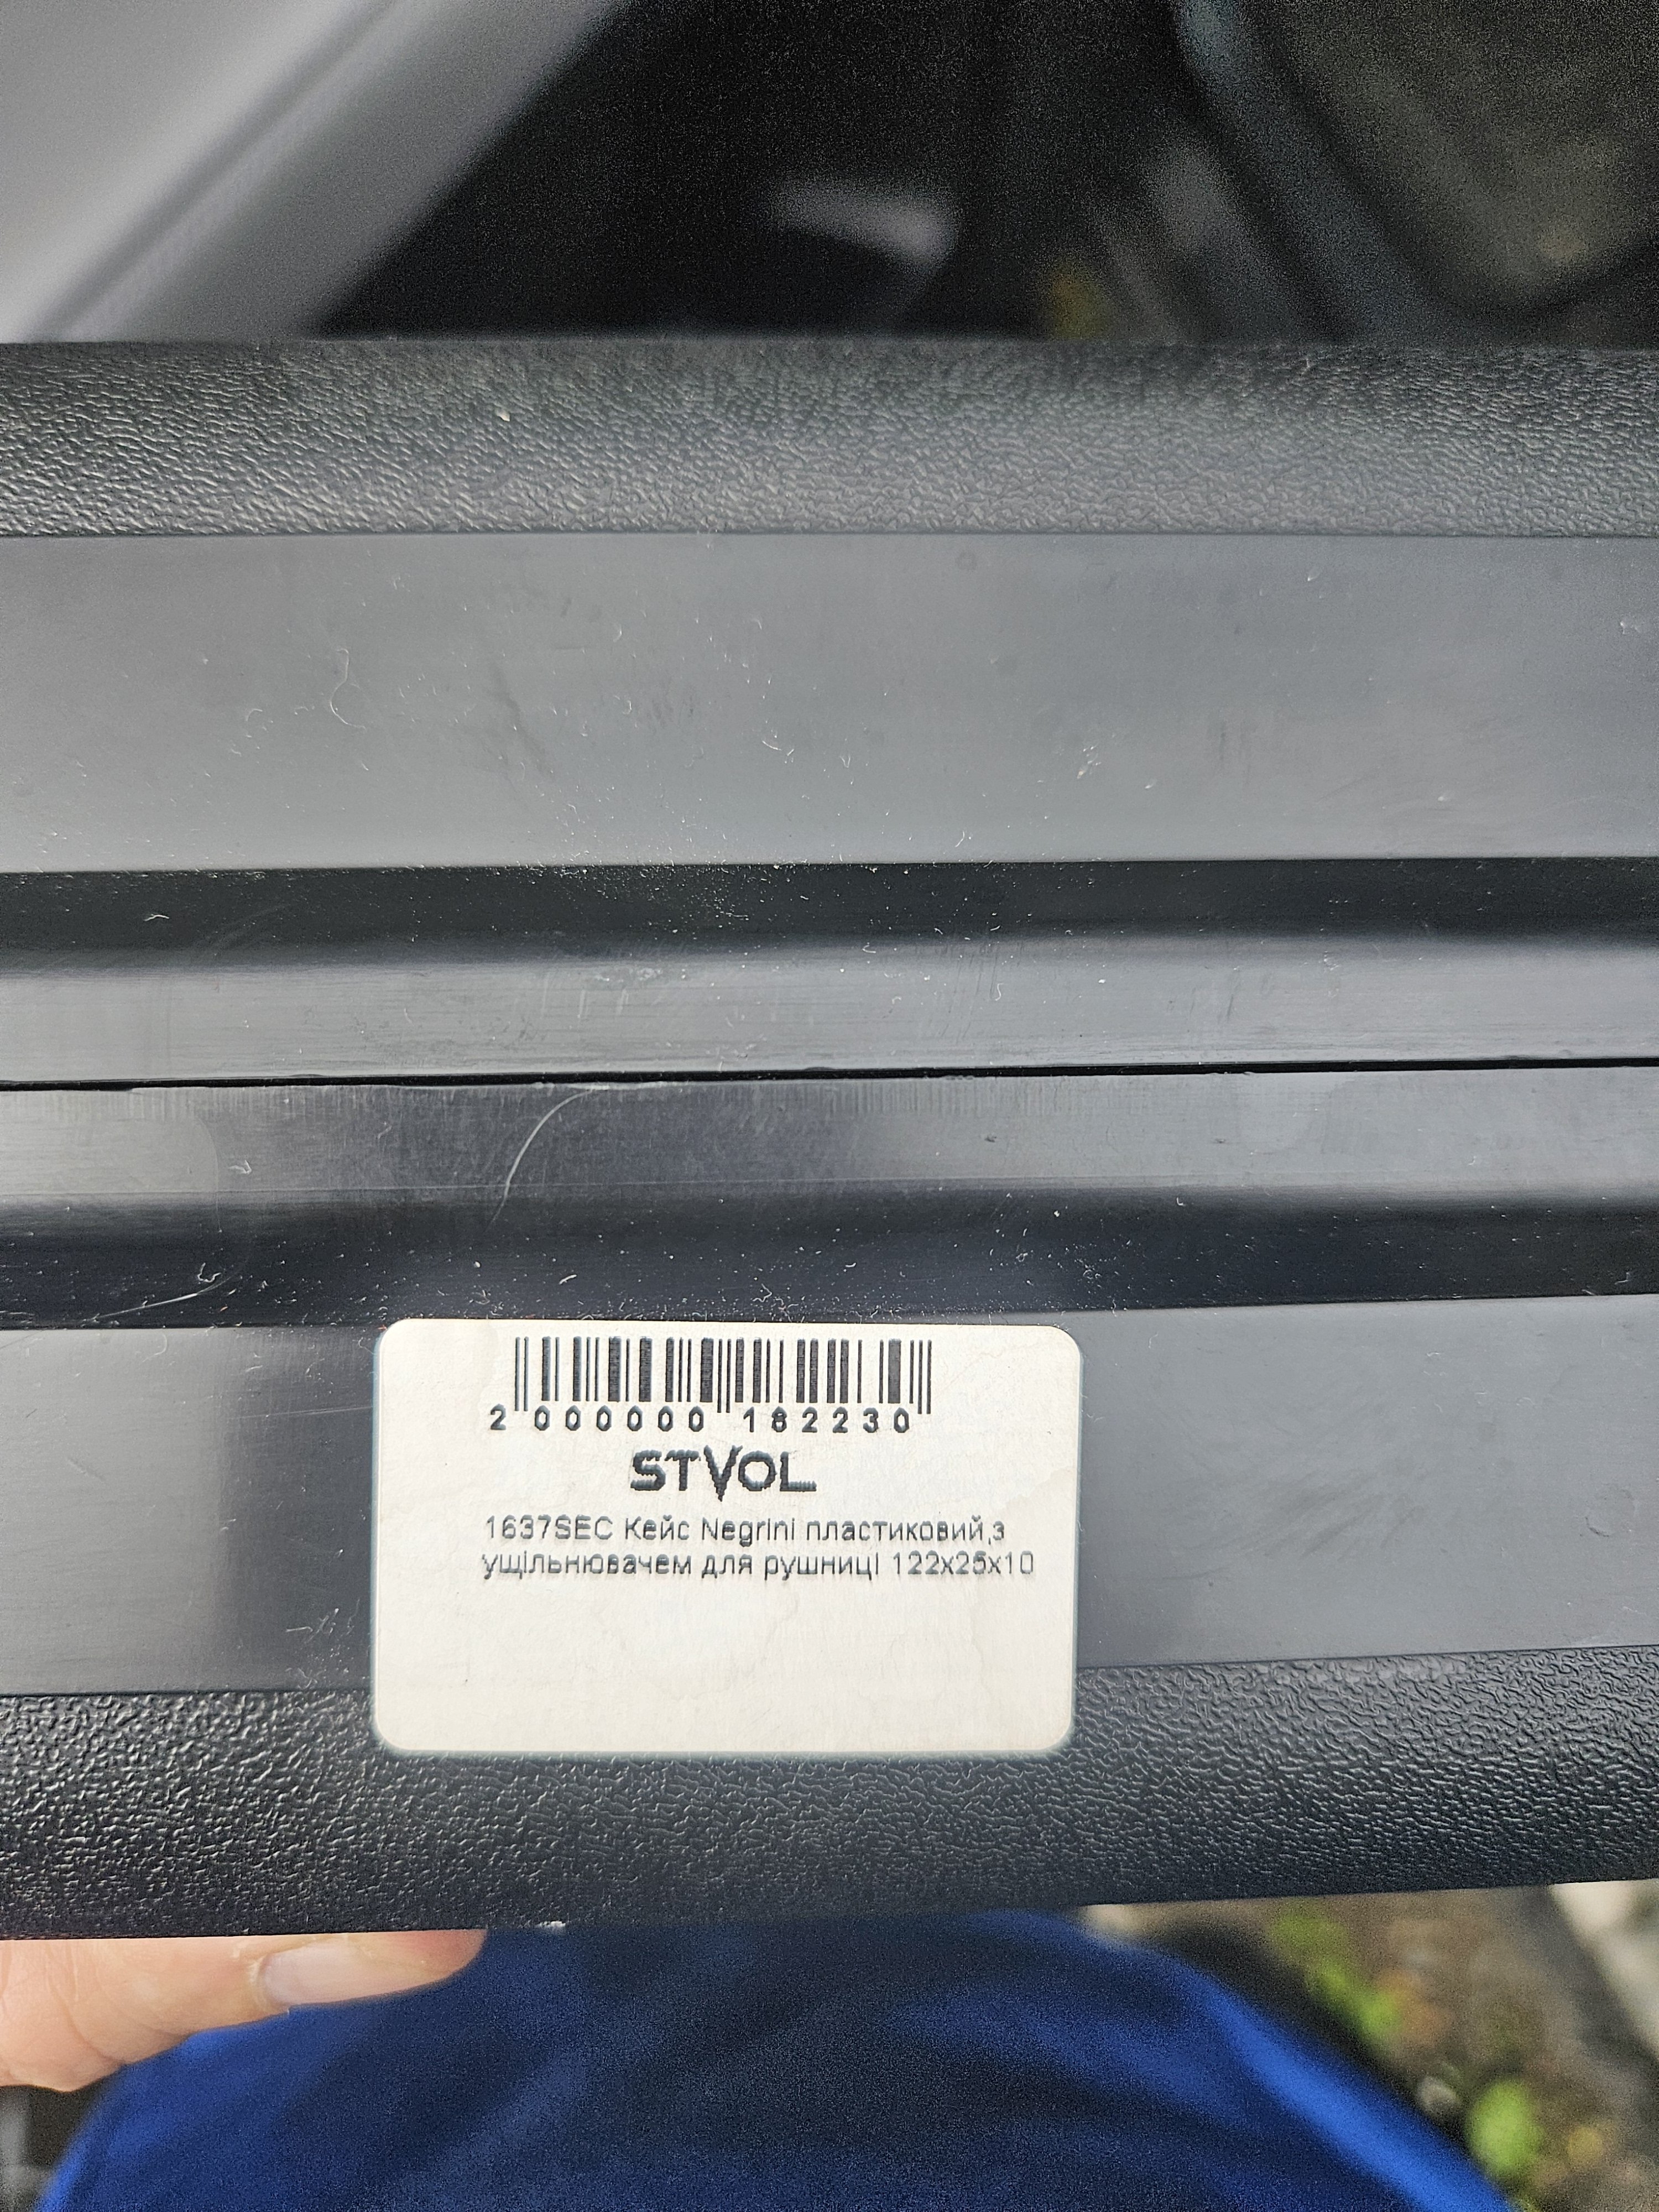 2 000000 182230
STVOL
1637SEC Кейс Negrini пластиковий,з
ущільнювачем для рушниці 122x25x10